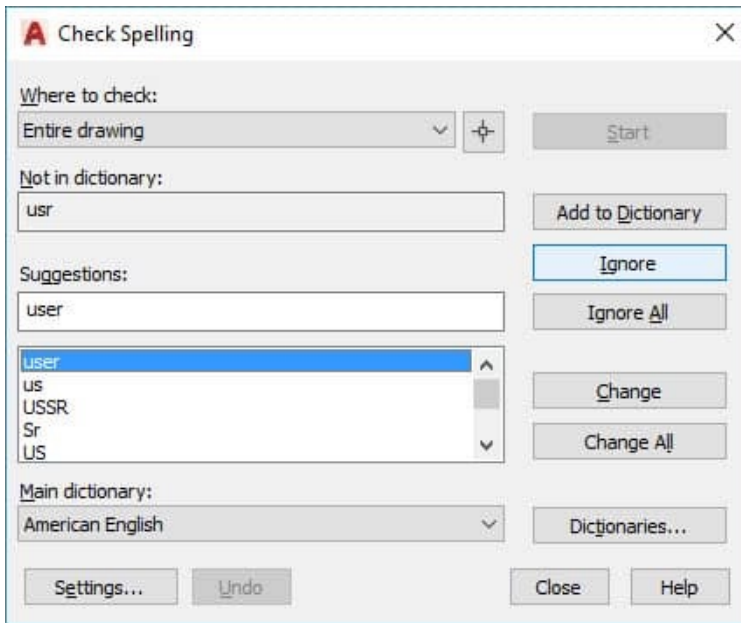 Check Spelling
Where to check:
Entire drawing
Start
Not in dictionary:
usr
Add to Dictionary
Ignore
Suggestions:
user
Ignore All
user
us
USSR
Sr
US
Change
Change All
Main dictionary:
American English
Dictionaries...
Settings...
Undo
Close
Help